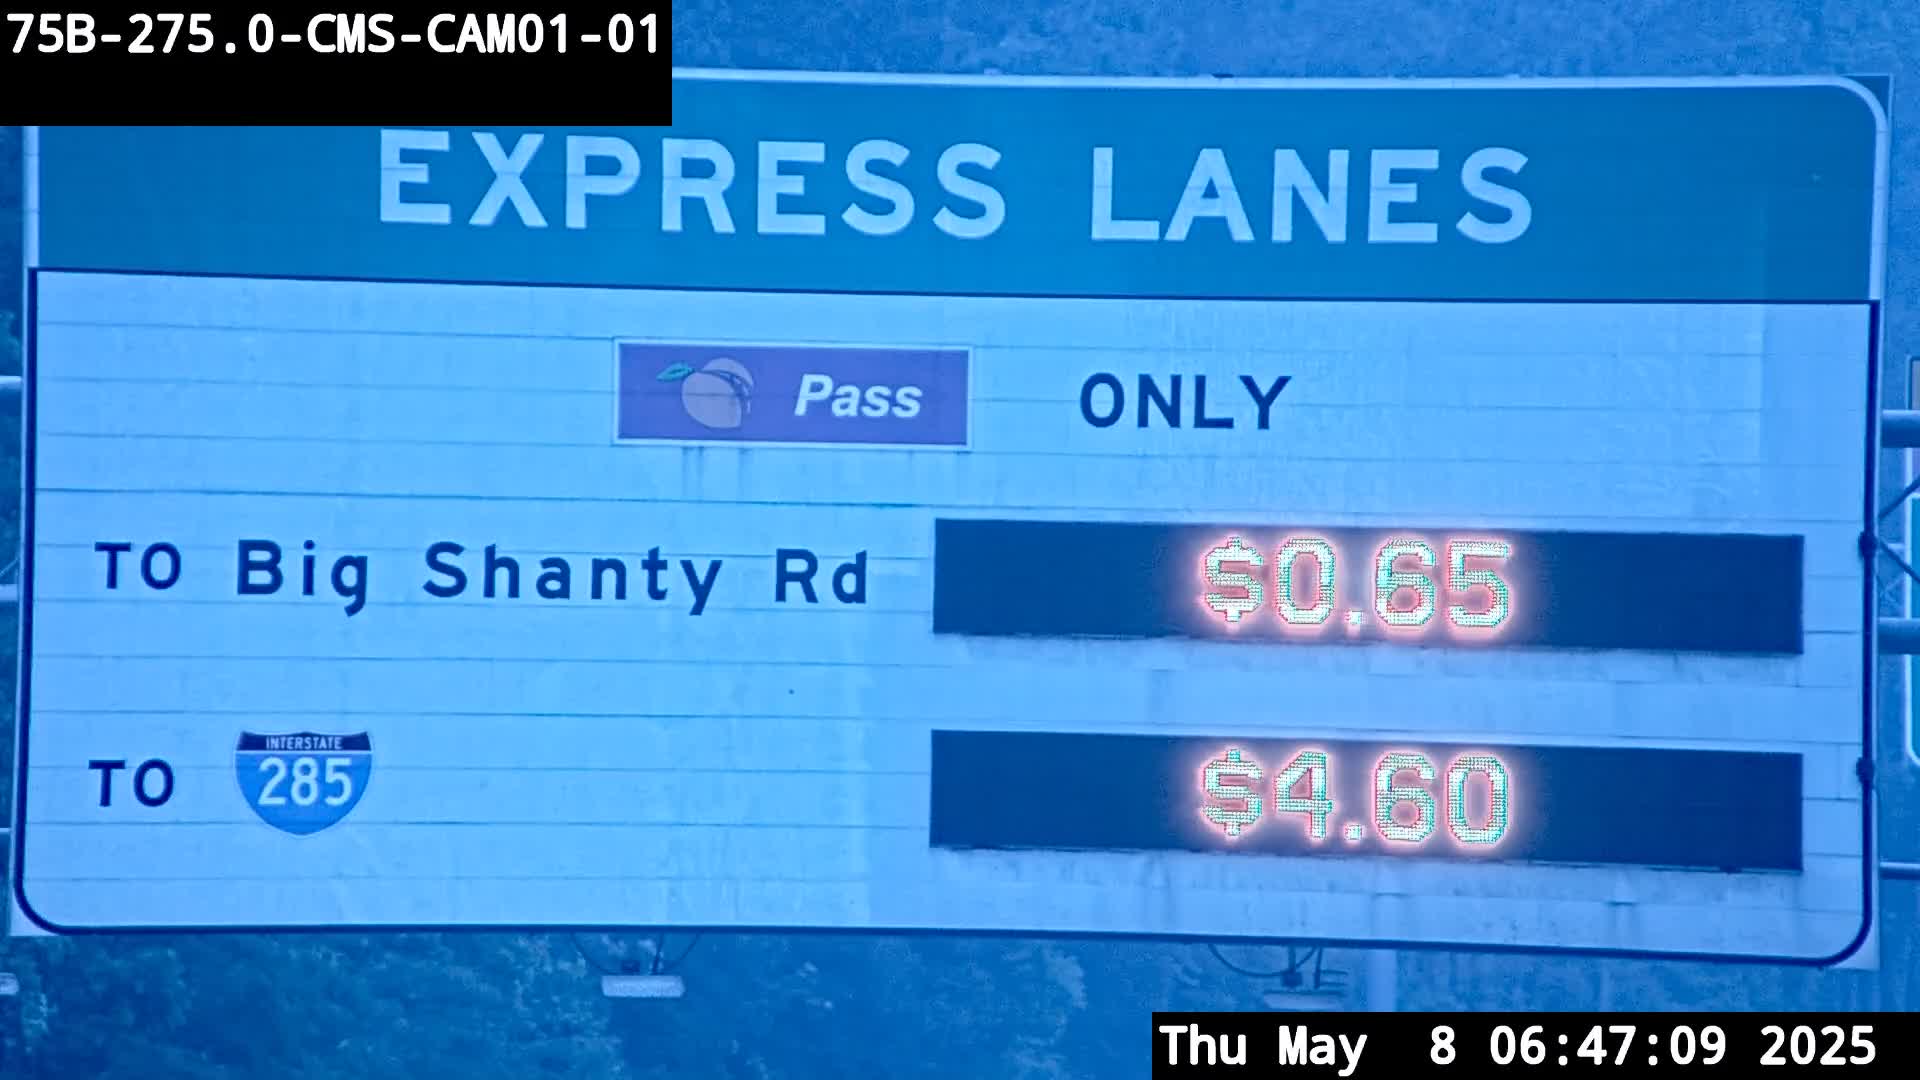 75B-275.0-CMS-CAM01-01
EXPRESS LANES
Pass ONLY
TO Big Shanty Rd $0.65
TO INTERSTATE 285 $4.60
Thu May 8 06:47:09 2025